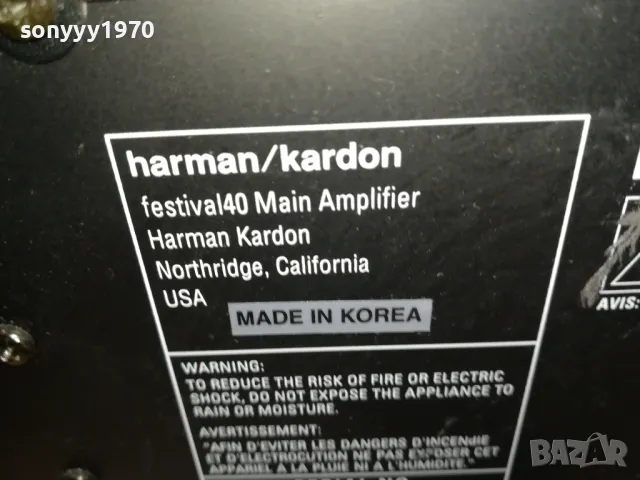 sonyyy1970
harman/kardon
festival40 Main Amplifier
Harman Kardon
Northridge, California
USA
MADE IN KOREA
AVIS:
WARNING:
TO REDUCE THE RISK OF FIRE OR ELECTRIC
SHOCK, DO NOT EXPOSE THE APPLIANCE TO
RAIN OR MOISTURE.
AVERTISSEMENT:
"AFIN D'EVITER LES DANGERS D'INCENDIE
ET D'ELECTROCUTION NE PAS EXPOSER CET
APPAREIL A LA PLUIE NI A L'HUMIDITE."
BAZAR
bg